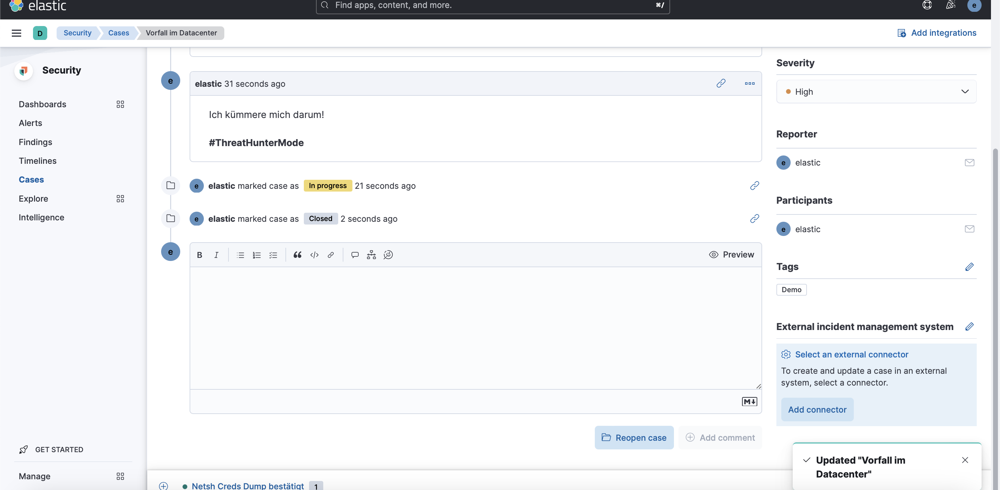 elastic
Find apps, content, and more.
⌘/
e
D
Security
Cases
Vorfall im Datacenter
Add integrations
Security
Dashboards
Alerts
Findings
Timelines
Cases
Explore
Intelligence
GET STARTED
Manage
e
elastic 31 seconds ago
Ich kümmere mich darum!
#ThreatHunterMode
e elastic marked case as In progress 21 seconds ago
e elastic marked case as Closed 2 seconds ago
e
B I
Preview
M
Reopen case
Add comment
Netsh Creds Dump bestätigt 1
Severity
High
Reporter
e elastic
Participants
e elastic
Tags
Demo
External incident management system
Select an external connector
To create and update a case in an external
system, select a connector.
Add connector
Updated "Vorfall im
Datacenter"